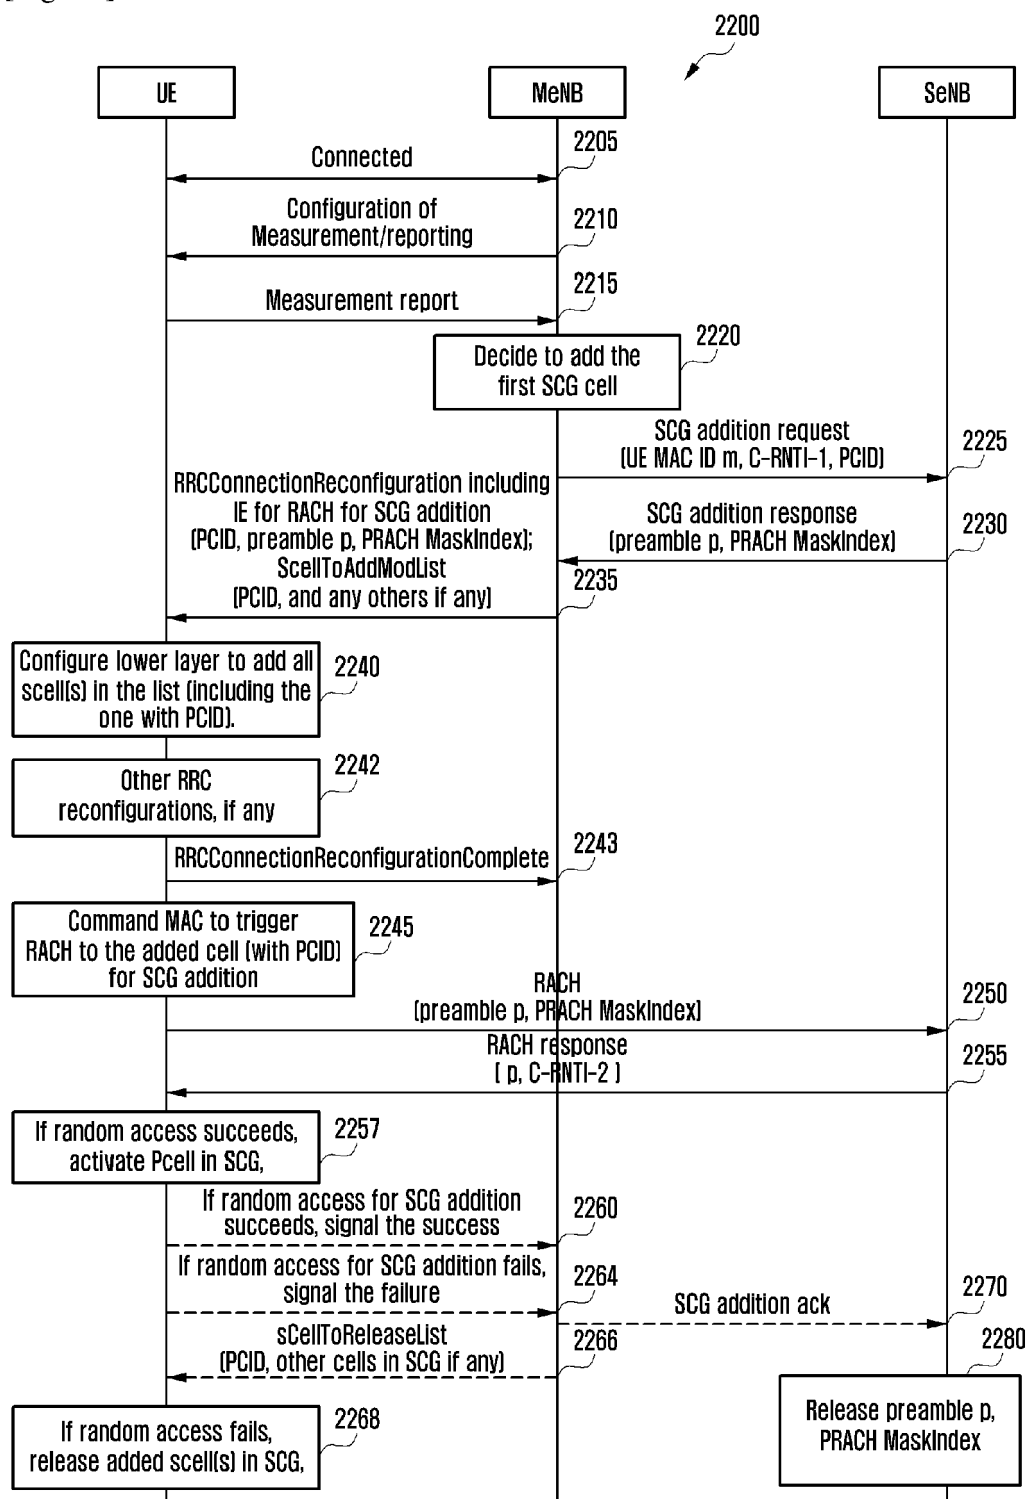 2200
UE
MeNB
SeNB
Connected
2205
Configuration of
Measurement/reporting
2210
Measurement report
2215
Decide to add the
first SCG cell
2220
SCG addition request
(UE MAC ID m, C-RNTI-1, PCID)
2225
RRCConnectionReconfiguration including
IE for RACH for SCG addition
(PCID, preamble p, PRACH MaskIndex);
ScellToAddModList
(PCID, and any others if any)
2235
SCG addition response
(preamble p, PRACH MaskIndex)
2230
Configure lower layer to add all
scell(s) in the list (including the
one with PCID).
2240
Other RRC
reconfigurations, if any
2242
RRCConnectionReconfigurationComplete
2243
Command MAC to trigger
RACH to the added cell (with PCID)
for SCG addition
2245
RACH
(preamble p, PRACH MaskIndex)
2250
RACH response
( p, C-RNTI-2 )
2255
If random access succeeds,
activate Pcell in SCG,
2257
If random access for SCG addition
succeeds, signal the success
2260
If random access for SCG addition fails,
signal the failure
2264
SCG addition ack
2270
sCellToReleaseList
(PCID, other cells in SCG if any)
2266
2280
Release preamble p,
PRACH MaskIndex
If random access fails,
release added scell(s) in SCG,
2268